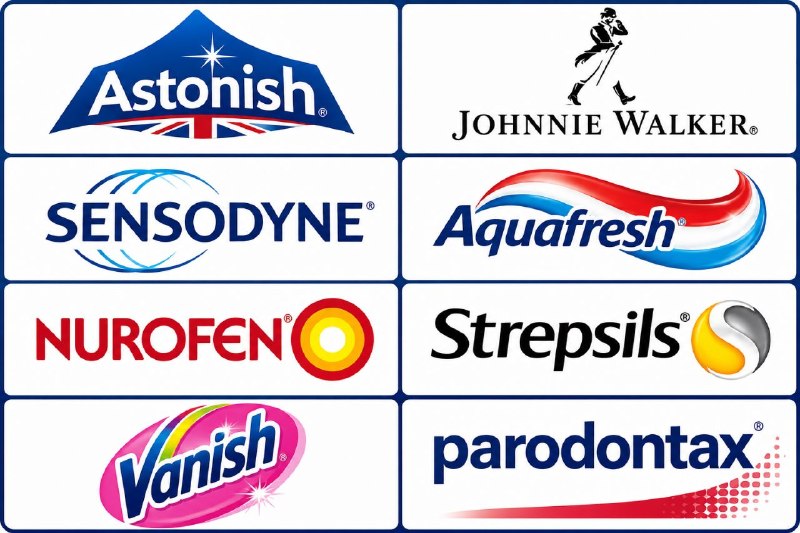 Astonish®
JOHNNIE WALKER®
SENSODYNE®
Aquafresh®
NUROFEN®
Strepsils®
Vanish®
parodontax®